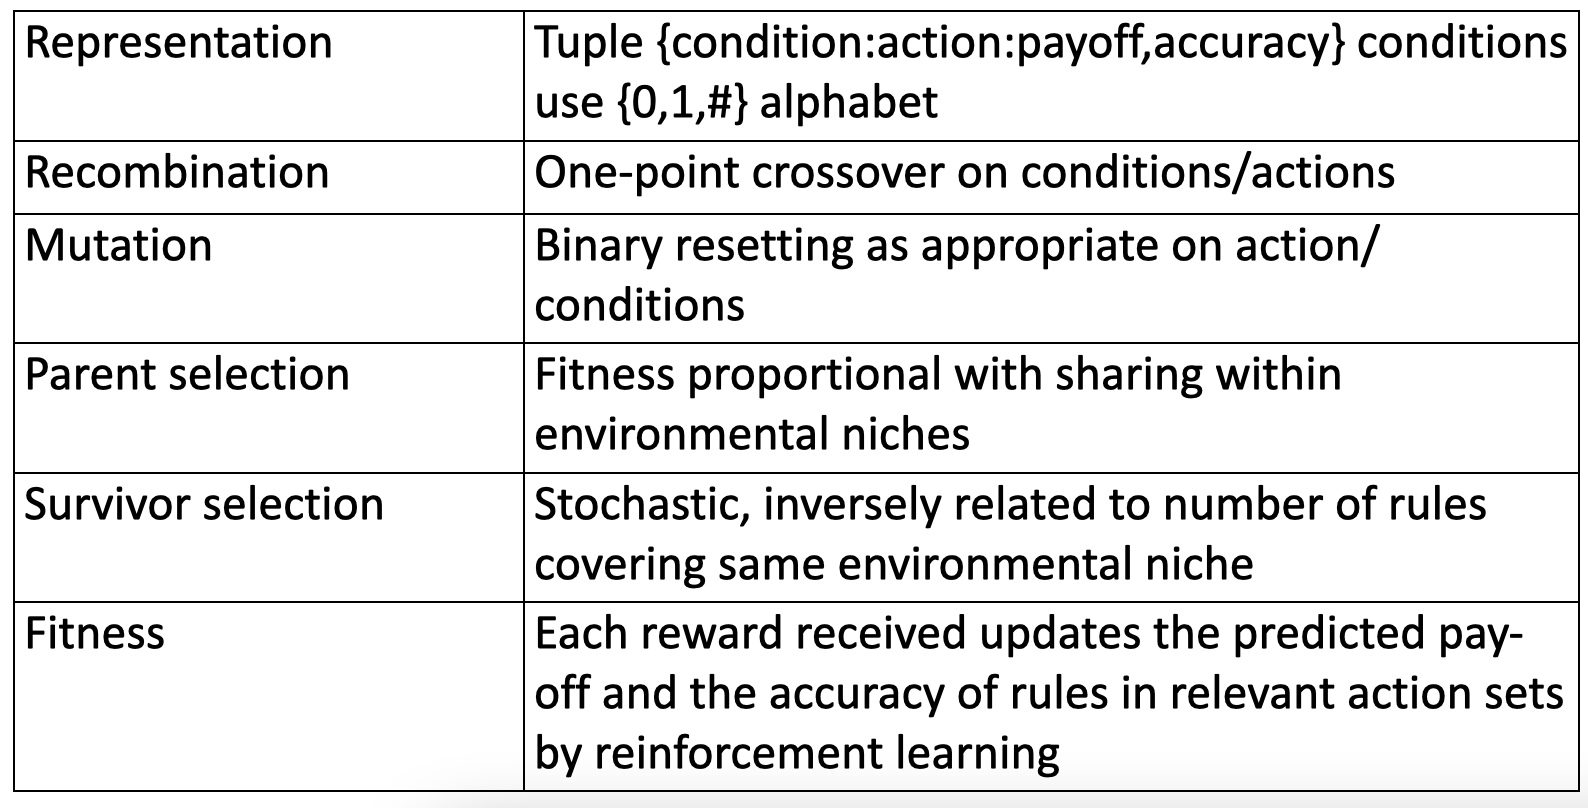 Representation
Tuple {condition:action:payoff,accuracy} conditions
use {0,1,#} alphabet
Recombination
One-point crossover on conditions/actions
Mutation
Binary resetting as appropriate on action/
conditions
Parent selection
Fitness proportional with sharing within
environmental niches
Survivor selection
Stochastic, inversely related to number of rules
covering same environmental niche
Fitness
Each reward received updates the predicted pay-
off and the accuracy of rules in relevant action sets
by reinforcement learning